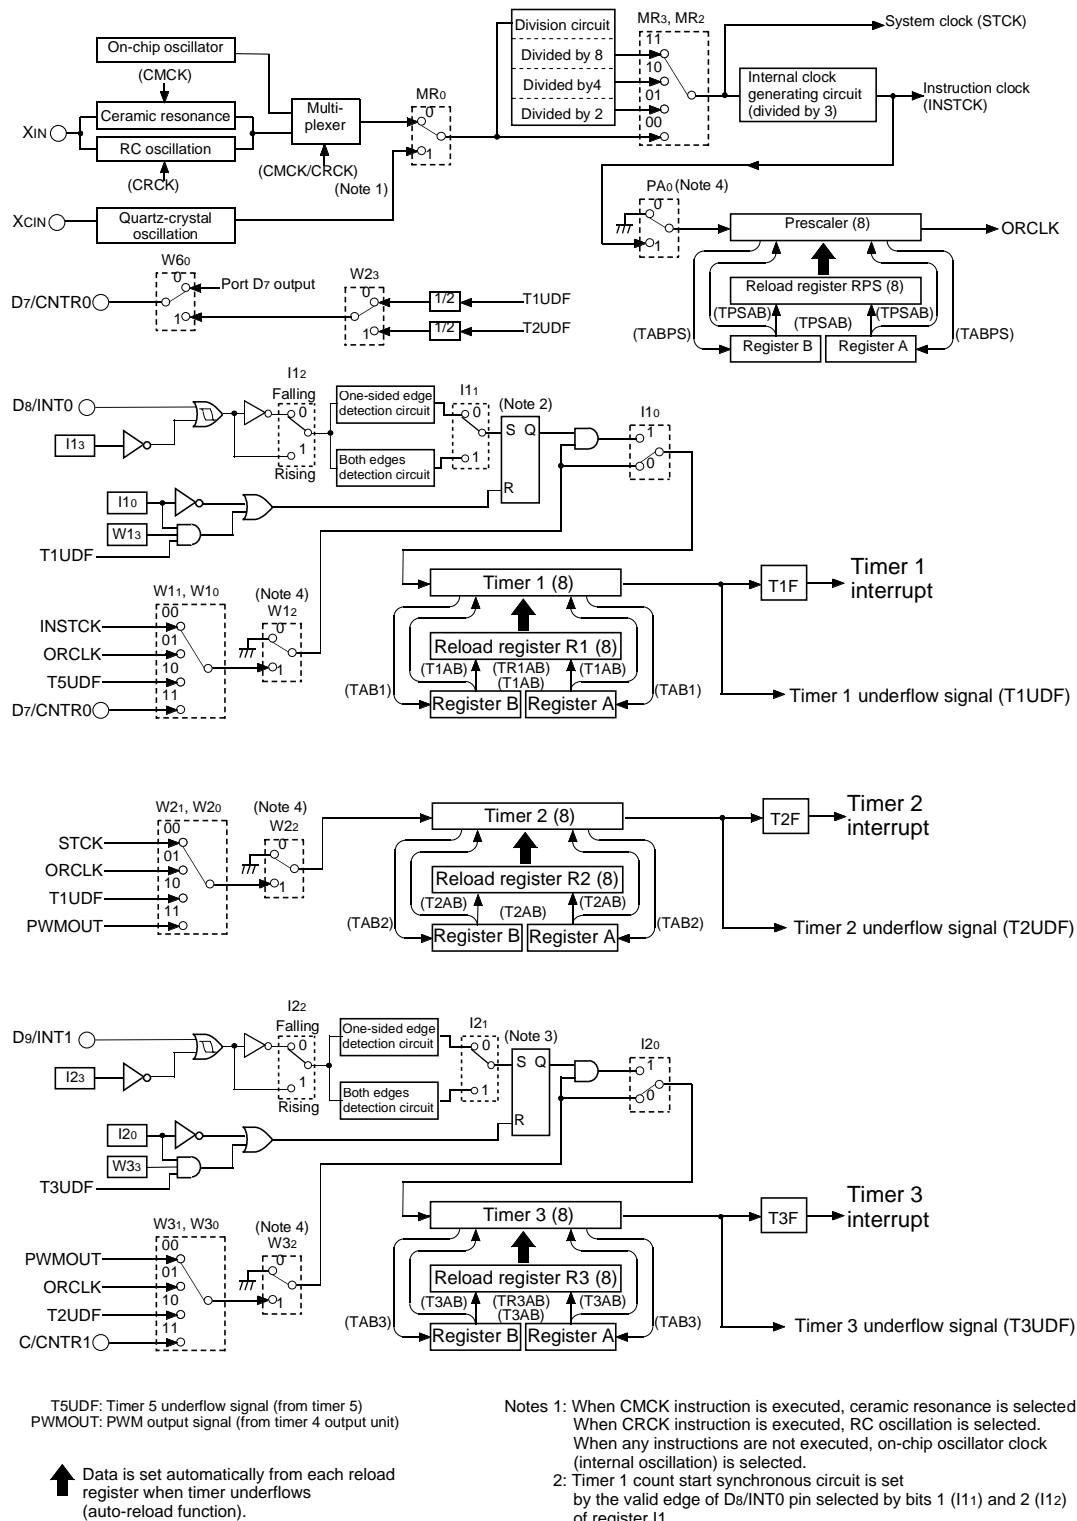 Division circuit
Divided by 8
Divided by4
Divided by 2
MR3, MR2
11
10
01
00
System clock (STCK)
On-chip oscillator
(CMCK)
Ceramic resonance
XIN
RC oscillation
(CRCK)
Multi-
plexer
(CMCK/CRCK)
(Note 1)
MR0
0
1
Internal clock
generating circuit
(divided by 3)
Instruction clock
(INSTCK)
XCIN
Quartz-crystal
oscillation
PA0 (Note 4)
0
1
Prescaler (8)
ORCLK
Reload register RPS (8)
(TPSAB)
(TPSAB)
(TPSAB)
(TABPS)
(TABPS)
Register B
Register A
W60
0
1
Port D7 output
D7/CNTR0
W23
0
1
1/2
T1UDF
1/2
T2UDF
D8/INT0
I13
I12
Falling
0
1
Rising
One-sided edge
detection circuit
Both edges
detection circuit
I11
0
1
(Note 2)
S Q
R
I10
1
0
I10
W13
T1UDF
W11, W10
00
01
10
11
INSTCK
ORCLK
T5UDF
D7/CNTR0
(Note 4)
W12
0
1
Timer 1 (8)
Reload register R1 (8)
(T1AB)
(TR1AB)
(T1AB)
(T1AB)
(TAB1)
(TAB1)
Register B
Register A
T1F
Timer 1
interrupt
Timer 1 underflow signal (T1UDF)
W21, W20
00
01
10
11
STCK
ORCLK
T1UDF
PWMOUT
(Note 4)
W22
0
1
Timer 2 (8)
Reload register R2 (8)
(T2AB)
(T2AB)
(T2AB)
(TAB2)
(TAB2)
Register B
Register A
T2F
Timer 2
interrupt
Timer 2 underflow signal (T2UDF)
D9/INT1
I23
I22
Falling
0
1
Rising
One-sided edge
detection circuit
Both edges
detection circuit
I21
0
1
(Note 3)
S Q
R
I20
1
0
I20
W33
T3UDF
W31, W30
00
01
10
11
PWMOUT
ORCLK
T2UDF
C/CNTR1
(Note 4)
W32
0
1
Timer 3 (8)
Reload register R3 (8)
(T3AB)
(TR3AB)
(T3AB)
(T3AB)
(TAB3)
(TAB3)
Register B
Register A
T3F
Timer 3
interrupt
Timer 3 underflow signal (T3UDF)
T5UDF: Timer 5 underflow signal (from timer 5)
PWMOUT: PWM output signal (from timer 4 output unit)
Data is set automatically from each reload
register when timer underflows
(auto-reload function).
Notes 1: When CMCK instruction is executed, ceramic resonance is selected
When CRCK instruction is executed, RC oscillation is selected.
When any instructions are not executed, on-chip oscillator clock
(internal oscillation) is selected.
2: Timer 1 count start synchronous circuit is set
by the valid edge of D8/INT0 pin selected by bits 1 (I11) and 2 (I12)
of register I1